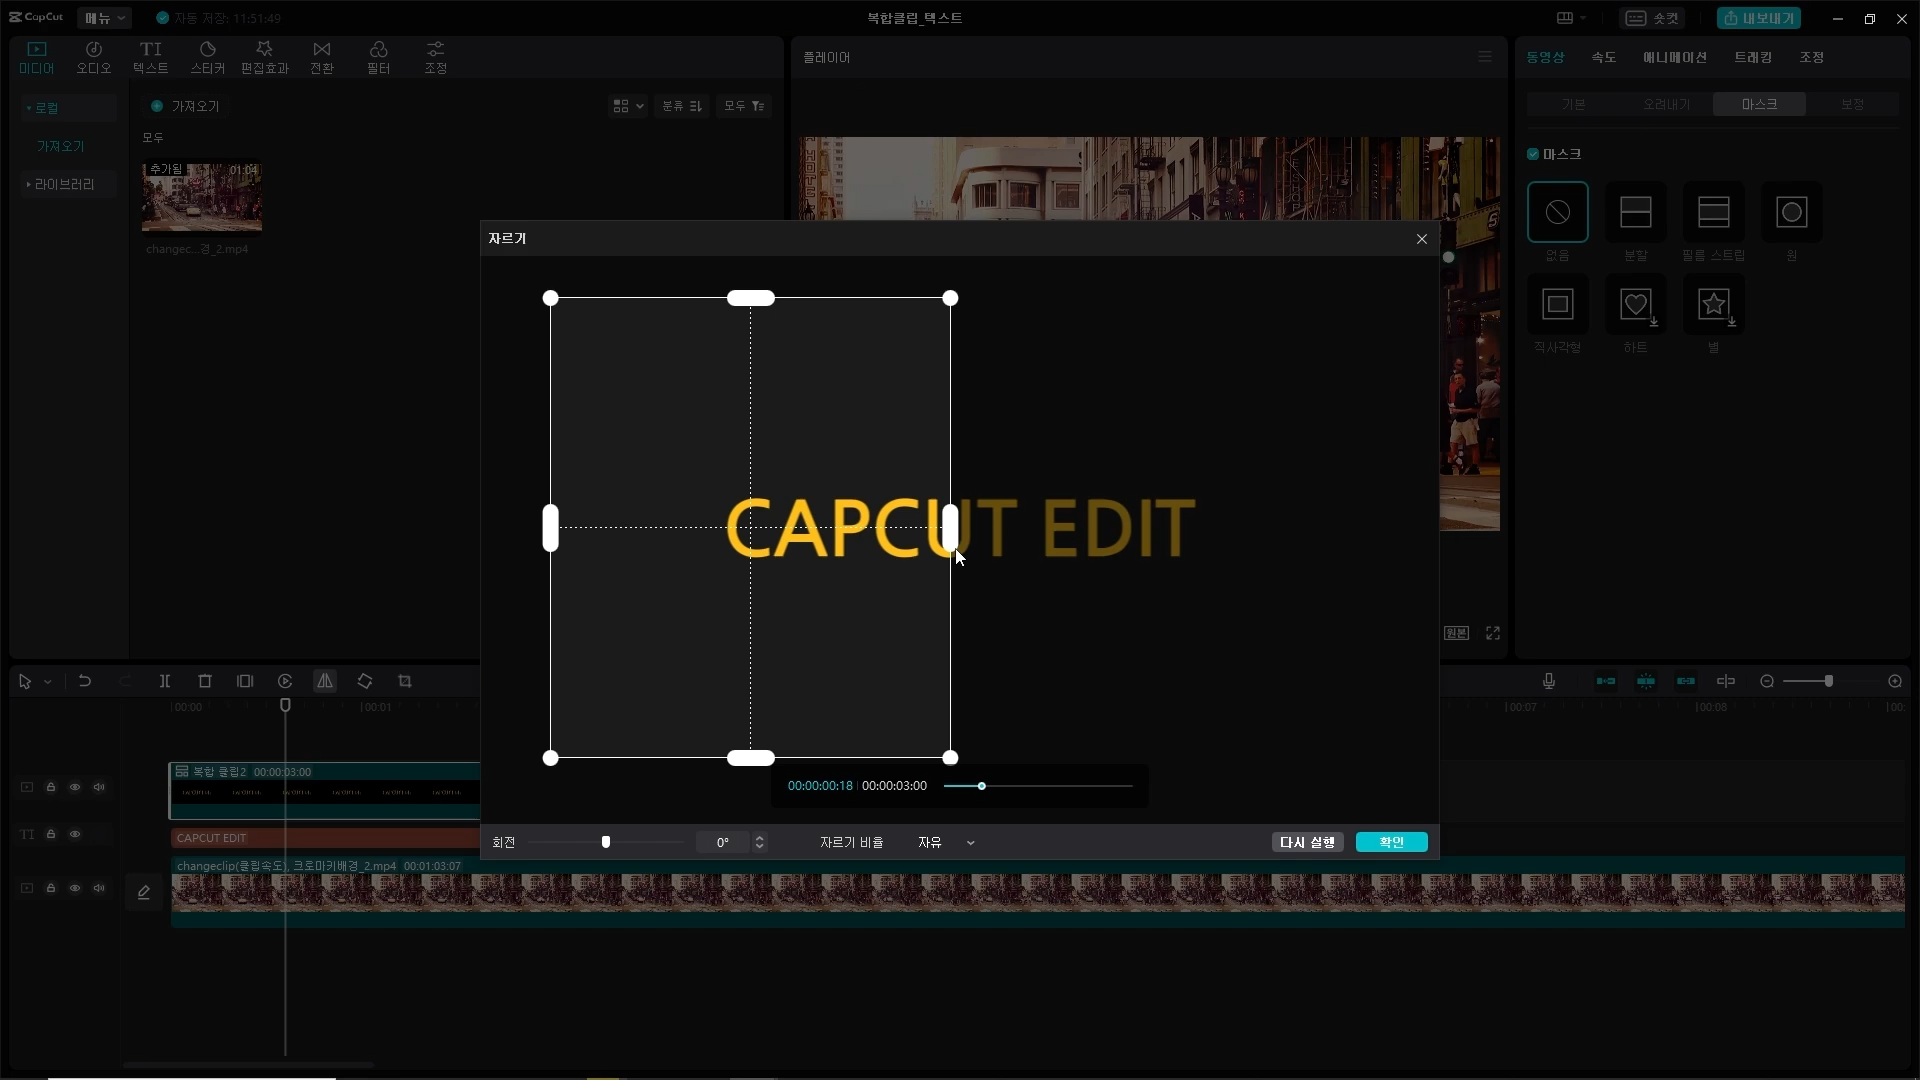 CapCut
메뉴
자동 저장: 11:51:49
복합클립_텍스트
숏컷
내보내기
미디어
오디오
텍스트
스티커
편집효과
전환
필터
조정
플레이어
동영상
속도
애니메이션
트래킹
조정
로컬
가져오기
라이브러리
가져오기
분류
모두
모두
추가됨
01:04
changec...경_2.mp4
기본
오려내기
마스크
보정
마스크
없음
분할
필름 스트립
원
직사각형
하트
별
자르기
CAPCUT EDIT
00:00:00:18
00:00:03:00
회전
0°
자르기 비율
자유
다시 실행
확인
원본
00:00
00:01
00:07
00:08
00:
복합 클립2 00:00:03:00
CAPCUT EDIT
changeclip(클립속도), 크로마키배경_2.mp4 00:01:03:07
TI